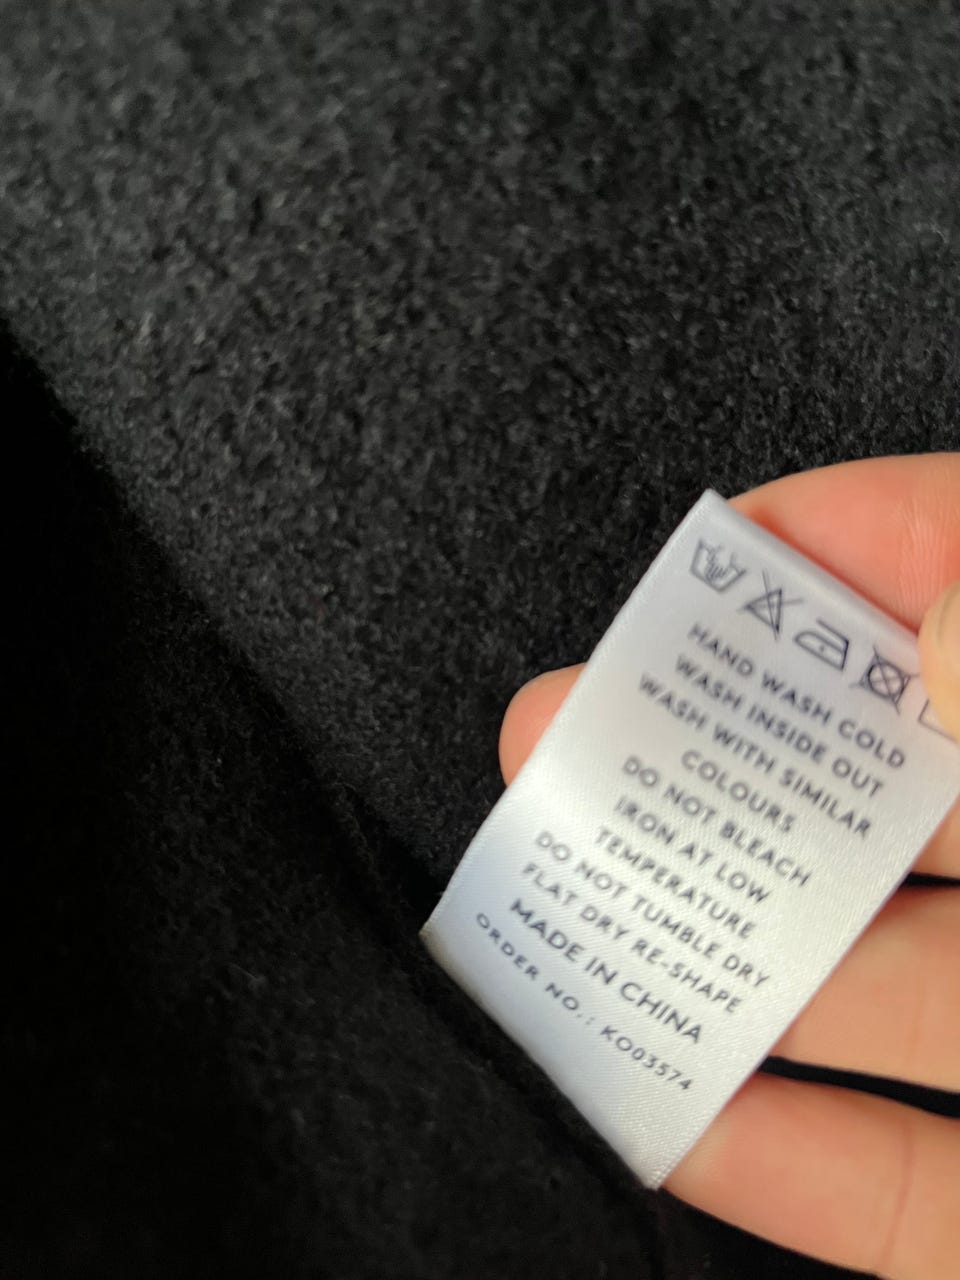 HAND WASH COLD
WASH INSIDE OUT
WASH WITH SIMILAR
COLOURS
DO NOT BLEACH
IRON AT LOW
TEMPERATURE
DO NOT TUMBLE DRY
FLAT DRY RE-SHAPE
MADE IN CHINA
ORDER NO.: KO03574